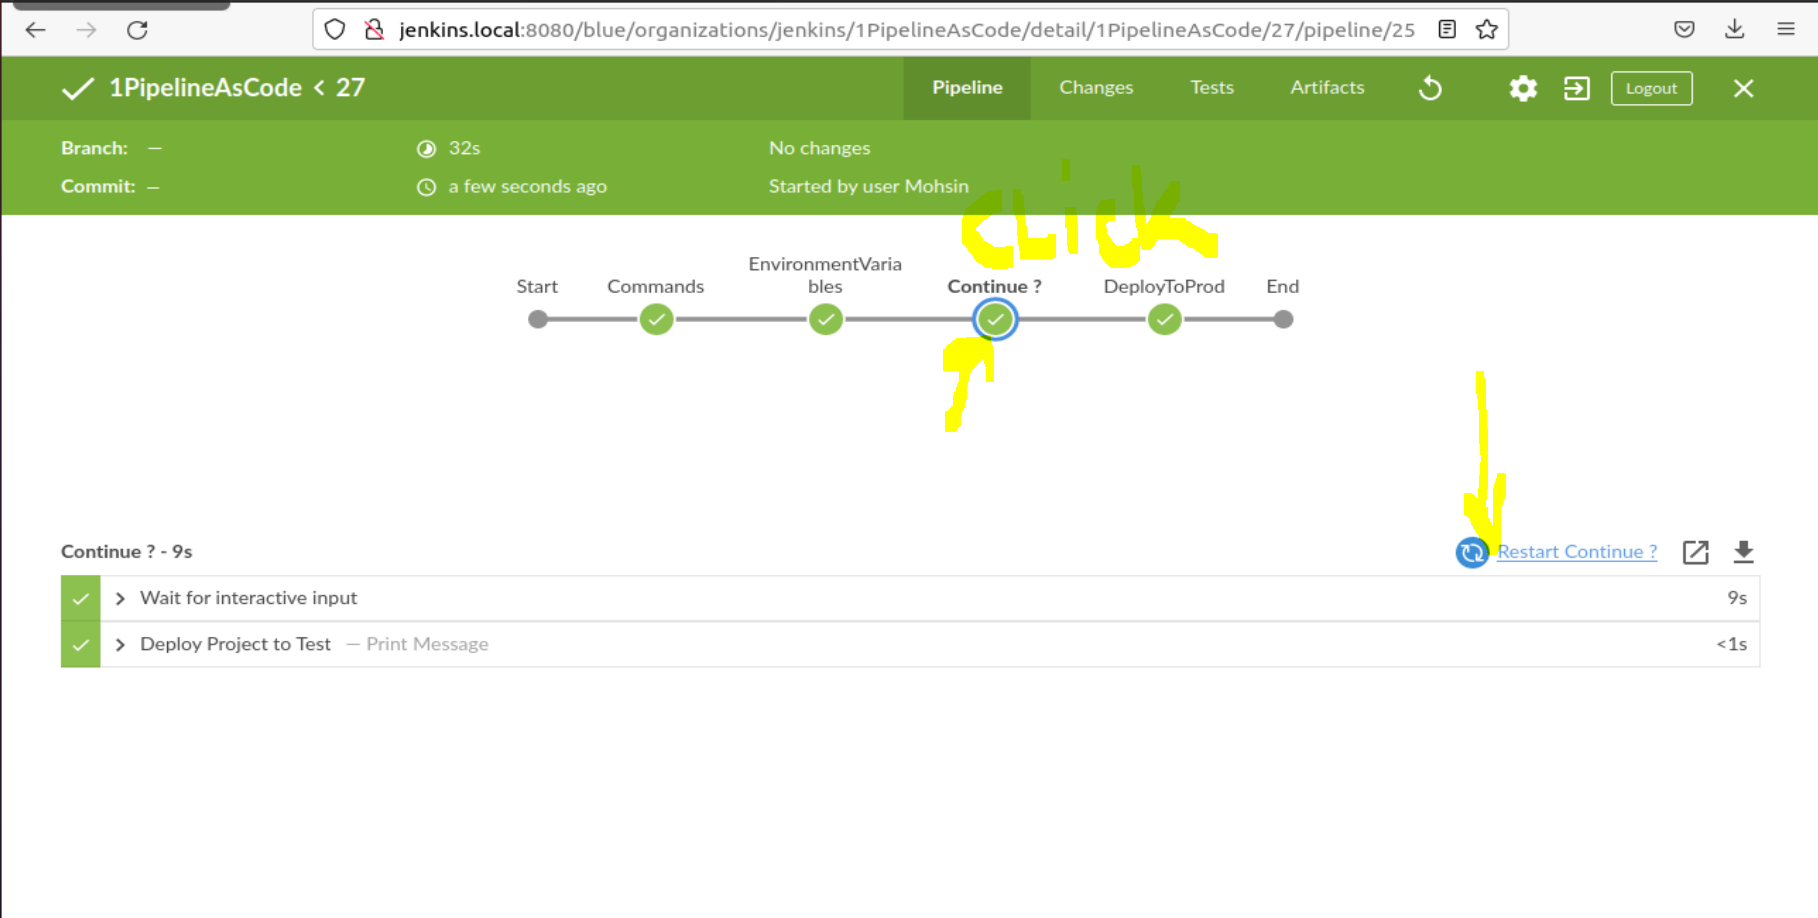 jenkins.local:8080/blue/organizations/jenkins/1PipelineAsCode/detail/1PipelineAsCode/27/pipeline/25
1PipelineAsCode < 27
Pipeline Changes Tests Artifacts Logout
Branch: — 32s No changes
Commit: — a few seconds ago Started by user Mohsin
CLicK
Start Commands EnvironmentVaria
bles Continue ? DeployToProd End
Continue ? - 9s Restart Continue ?
Wait for interactive input 9s
Deploy Project to Test — Print Message <1s